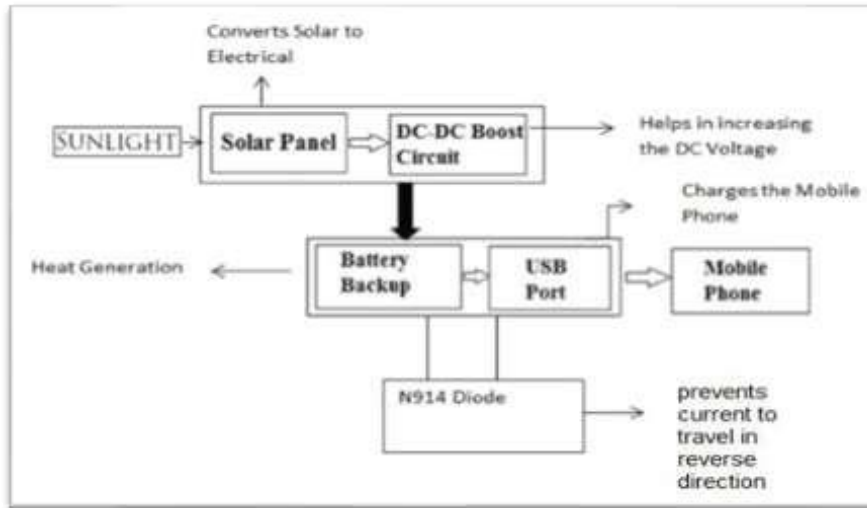 Converts Solar to
Electrical
SUNLIGHT
Solar Panel
DC-DC Boost
Circuit
Helps in Increasing
the DC Voltage
Charges the Mobile
Phone
Heat Generation
Battery
Backup
USB
Port
Mobile
Phone
N914 Diode
prevents
current to
travel in
reverse
direction